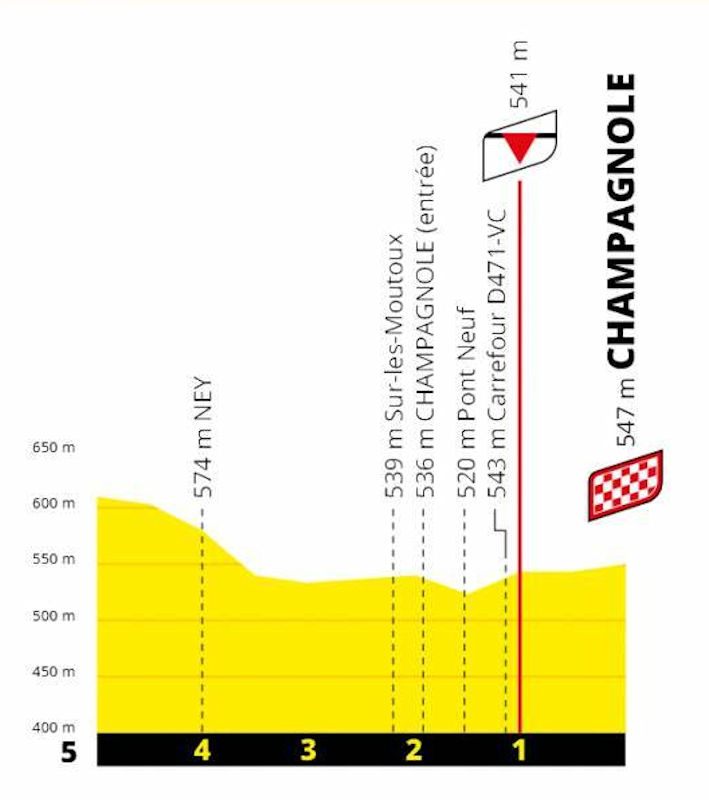 541 m
CHAMPAGNOLE
547 m
574 m NEY
539 m Sur-les-Moutoux
536 m CHAMPAGNOLE (entrée)
520 m Pont Neuf
543 m Carrefour D471-VC
650 m
600 m
550 m
500 m
450 m
400 m
5 4 3 2 1